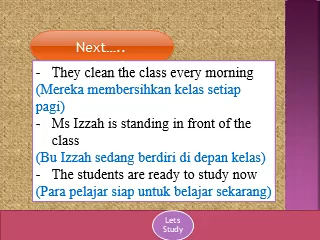 Next…..
- They clean the class every morning
(Mereka membersihkan kelas setiap
pagi)
- Ms Izzah is standing in front of the
class
(Bu Izzah sedang berdiri di depan kelas)
- The students are ready to study now
(Para pelajar siap untuk belajar sekarang)
Lets
Study